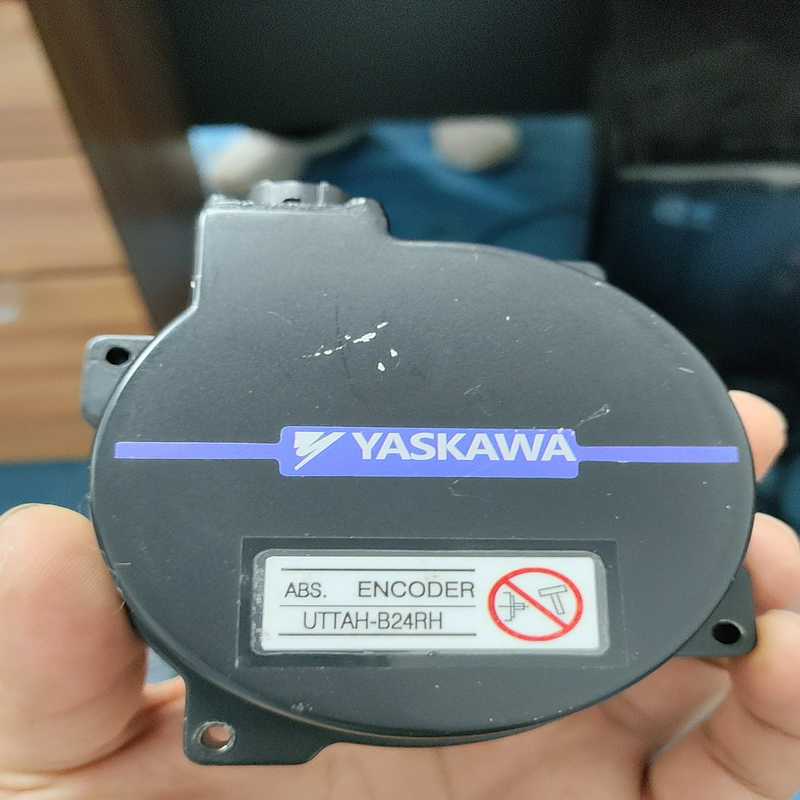 YASKAWA
ABS. ENCODER
UTTAH-B24RH